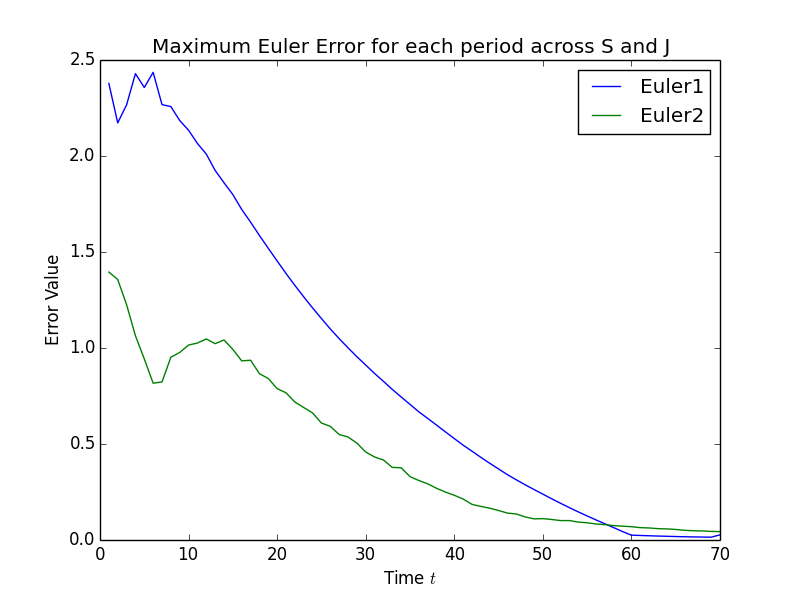 Maximum Euler Error for each period across S and J
Euler1
Euler2
2.5
2.0
1.5
1.0
0.5
0.0
Error Value
0 10 20 30 40 50 60 70
Time t